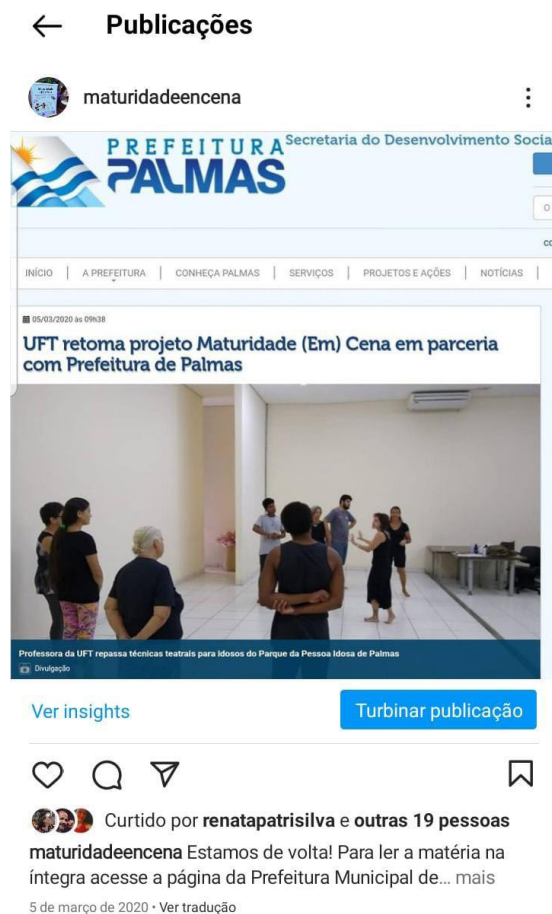 Publicações
maturidadeencena
PREFEITURA
PALMAS
Secretaria do Desenvolvimento Socia
O
co
INÍCIO | A PREFEITURA | CONHEÇA PALMAS | SERVIÇOS | PROJETOS E AÇÕES | NOTÍCIAS |
05/03/2020 às 09h38
UFT retoma projeto Maturidade (Em) Cena em parceria
com Prefeitura de Palmas
Professora da UFT repassa técnicas teatrais para idosos do Parque da Pessoa Idosa de Palmas
Divulgação
Ver insights
Turbinar publicação
Curtido por renatapatrisilva e outras 19 pessoas
maturidadeencena Estamos de volta! Para ler a matéria na
íntegra acesse a página da Prefeitura Municipal de... mais
5 de março de 2020 • Ver tradução